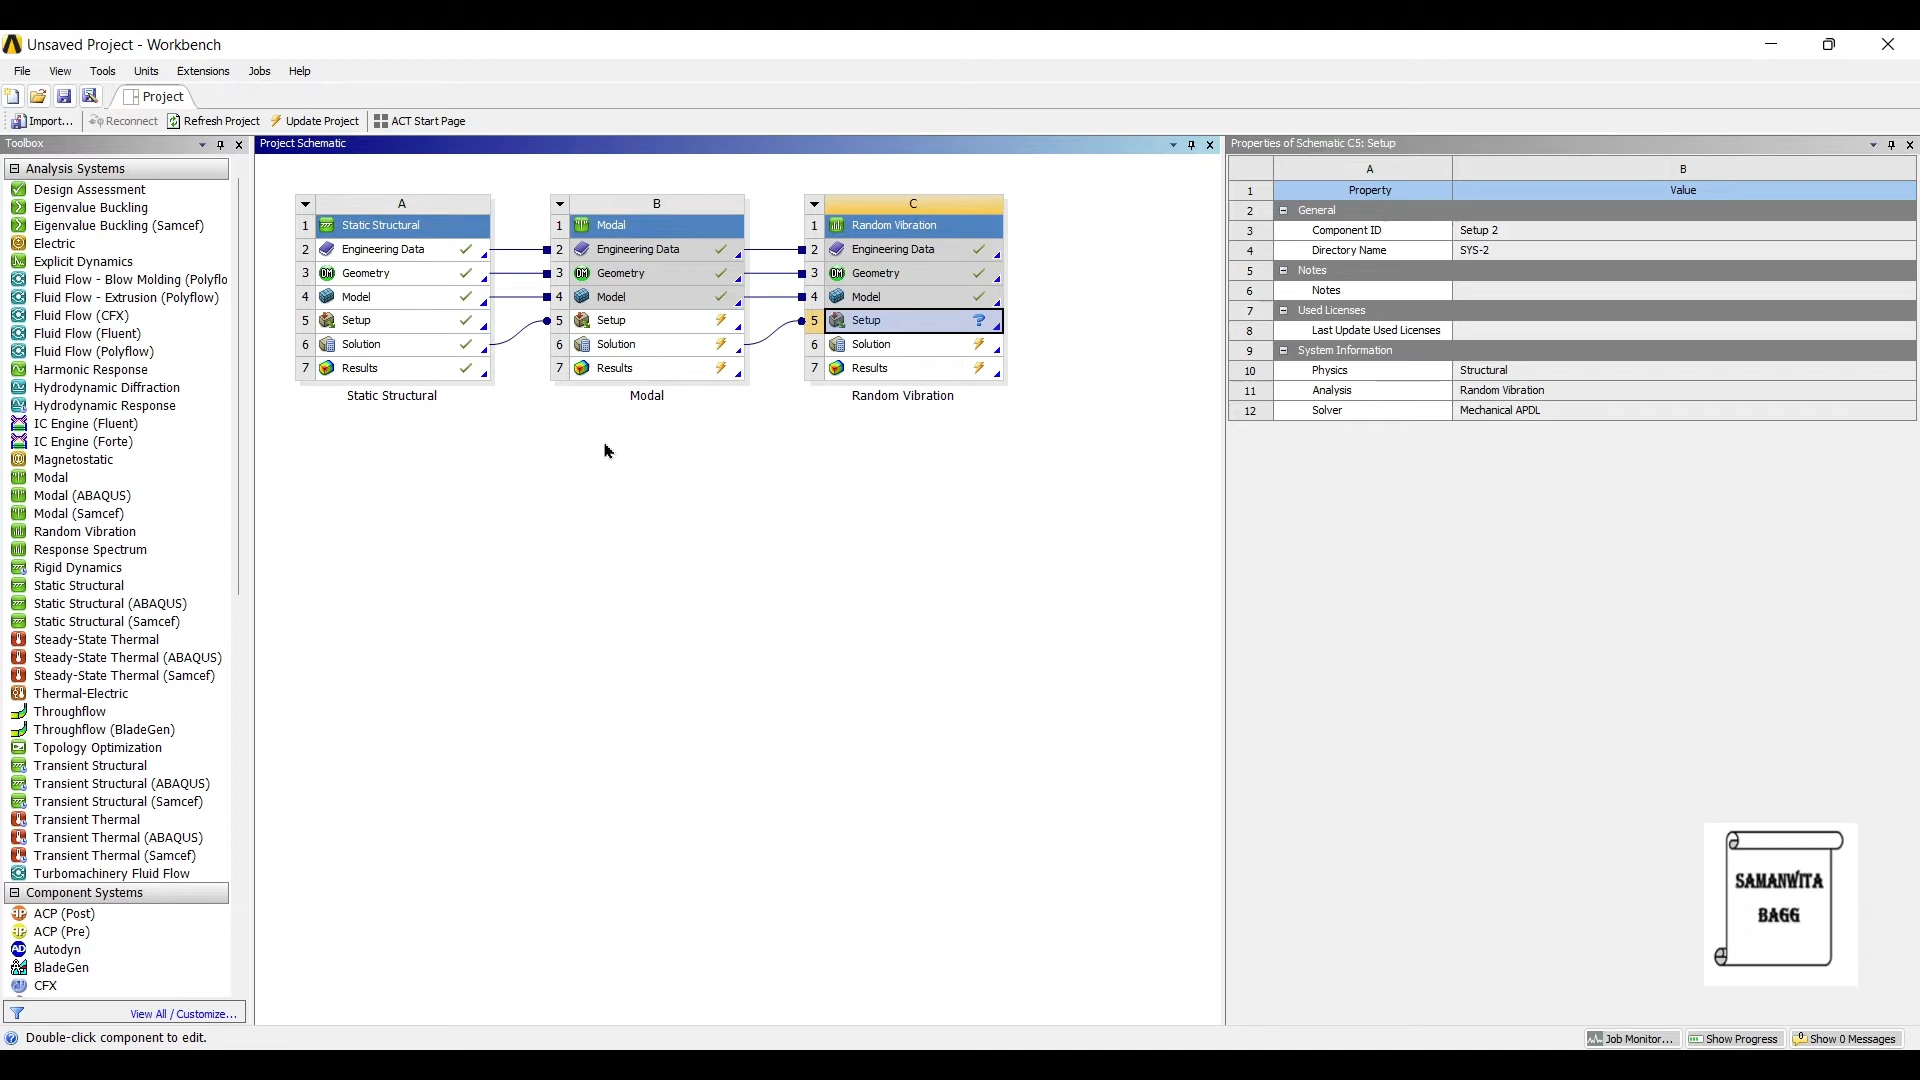 Unsaved Project - Workbench
File View Tools Units Extensions Jobs Help
Project
Import... Reconnect Refresh Project Update Project ACT Start Page
Toolbox
Analysis Systems
Design Assessment
Eigenvalue Buckling
Eigenvalue Buckling (Samcef)
Electric
Explicit Dynamics
Fluid Flow - Blow Molding (Polyflo
Fluid Flow - Extrusion (Polyflow)
Fluid Flow (CFX)
Fluid Flow (Fluent)
Fluid Flow (Polyflow)
Harmonic Response
Hydrodynamic Diffraction
Hydrodynamic Response
IC Engine (Fluent)
IC Engine (Forte)
Magnetostatic
Modal
Modal (ABAQUS)
Modal (Samcef)
Random Vibration
Response Spectrum
Rigid Dynamics
Static Structural
Static Structural (ABAQUS)
Static Structural (Samcef)
Steady-State Thermal
Steady-State Thermal (ABAQUS)
Steady-State Thermal (Samcef)
Thermal-Electric
Throughflow
Throughflow (BladeGen)
Topology Optimization
Transient Structural
Transient Structural (ABAQUS)
Transient Structural (Samcef)
Transient Thermal
Transient Thermal (ABAQUS)
Transient Thermal (Samcef)
Turbomachinery Fluid Flow
Component Systems
ACP (Post)
ACP (Pre)
Autodyn
BladeGen
CFX
View All / Customize...
Project Schematic
A
1 Static Structural
2 Engineering Data
3 Geometry
4 Model
5 Setup
6 Solution
7 Results
Static Structural
B
1 Modal
2 Engineering Data
3 Geometry
4 Model
5 Setup
6 Solution
7 Results
Modal
C
1 Random Vibration
2 Engineering Data
3 Geometry
4 Model
5 Setup ?
6 Solution
7 Results
Random Vibration
Properties of Schematic C5: Setup
A B
1 Property Value
2 General
3 Component ID Setup 2
4 Directory Name SYS-2
5 Notes
6 Notes
7 Used Licenses
8 Last Update Used Licenses
9 System Information
10 Physics Structural
11 Analysis Random Vibration
12 Solver Mechanical APDL
SAMANWITA
BAGG
Double-click component to edit.
Job Monitor... Show Progress Show 0 Messages